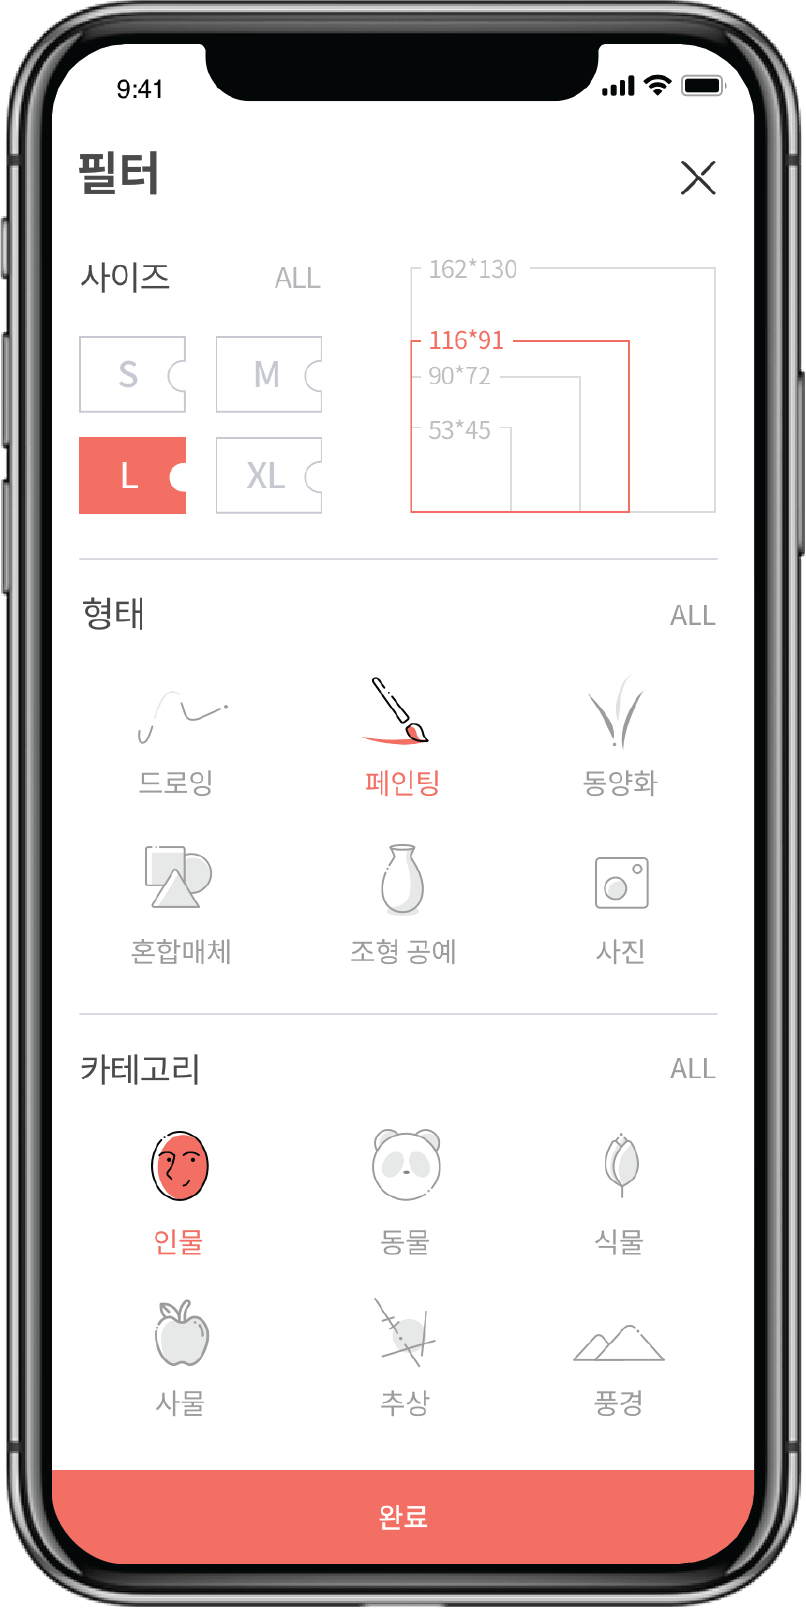 9:41
필터
사이즈 ALL
S M
L XL
162*130
116*91
90*72
53*45
형태 ALL
드로잉 페인팅 동양화
혼합매체 조형 공예 사진
카테고리 ALL
인물 동물 식물
사물 추상 풍경
완료